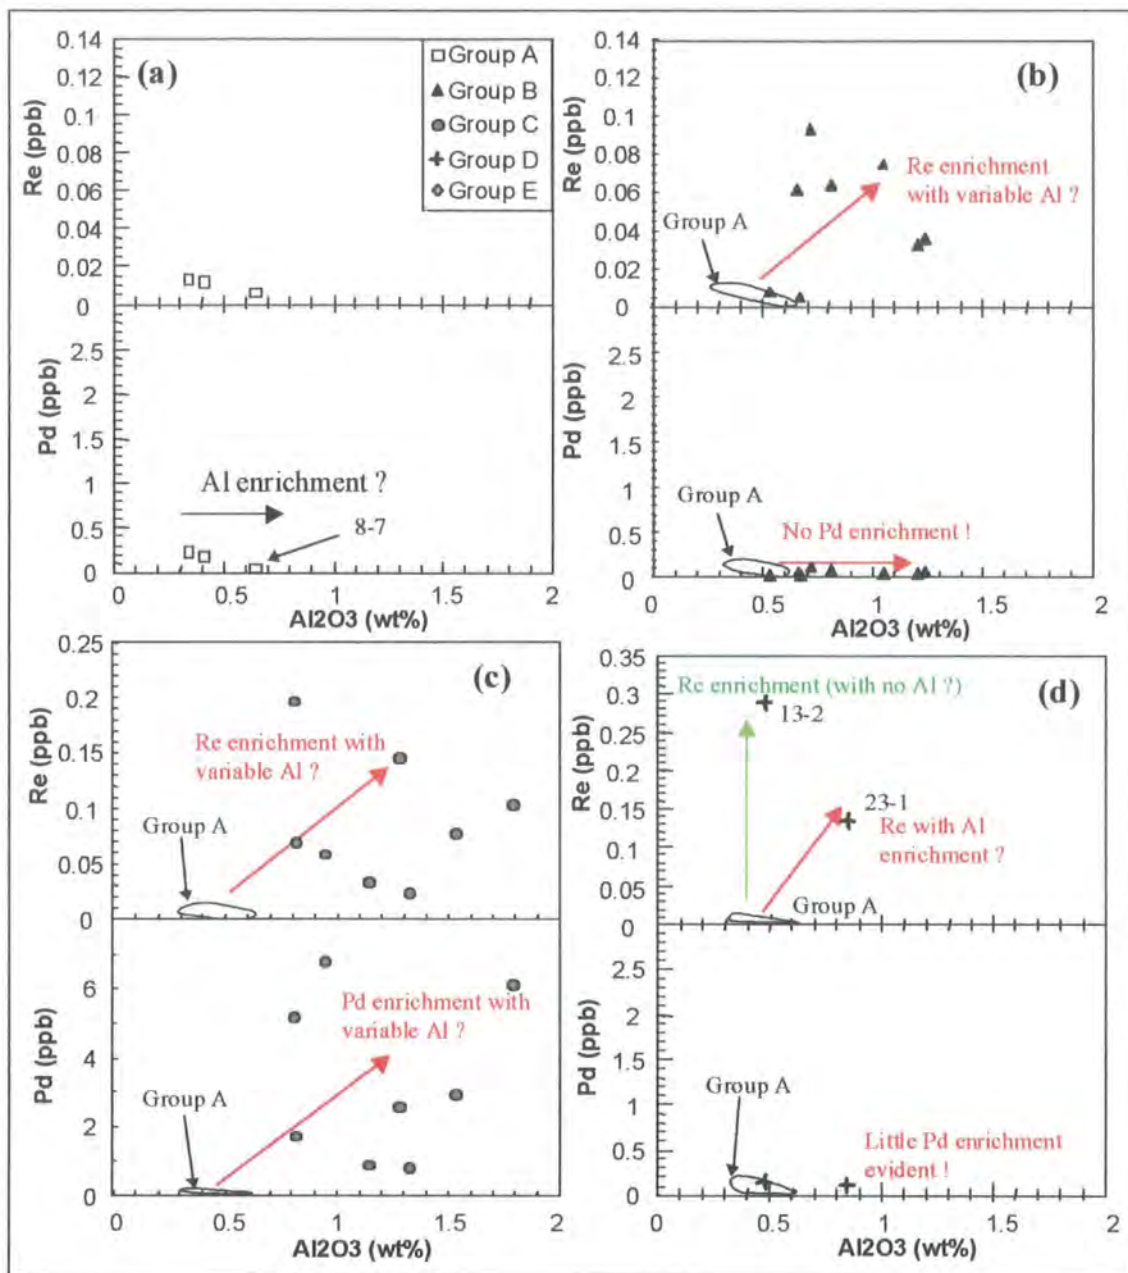 (a)
0.14
0.12
0.1
0.08
0.06
0.04
0.02
0
Re (ppb)
Group A
Group B
Group C
Group D
Group E
2.5
2
1.5
1
0.5
0
Pd (ppb)
Al enrichment ?
8-7
0 0.5 1 1.5 2
Al2O3 (wt%)
(b)
0.14
0.12
0.1
0.08
0.06
0.04
0.02
0
Re (ppb)
Re enrichment
with variable Al ?
Group A
2.5
2
1.5
1
0.5
0
Pd (ppb)
Group A
No Pd enrichment !
0 0.5 1 1.5 2
Al2O3 (wt%)
(c)
0.25
0.2
0.15
0.1
0.05
0
Re (ppb)
Re enrichment with
variable Al ?
Group A
6
4
2
0
Pd (ppb)
Pd enrichment with
variable Al ?
Group A
0 0.5 1 1.5 2
Al2O3 (wt%)
(d)
0.35
0.3
0.25
0.2
0.15
0.1
0.05
0
Re (ppb)
Re enrichment (with no Al ?)
13-2
23-1
Re with Al
enrichment ?
Group A
2.5
2
1.5
1
0.5
0
Pd (ppb)
Group A
Little Pd enrichment
evident !
0 0.5 1 1.5 2
Al2O3 (wt%)